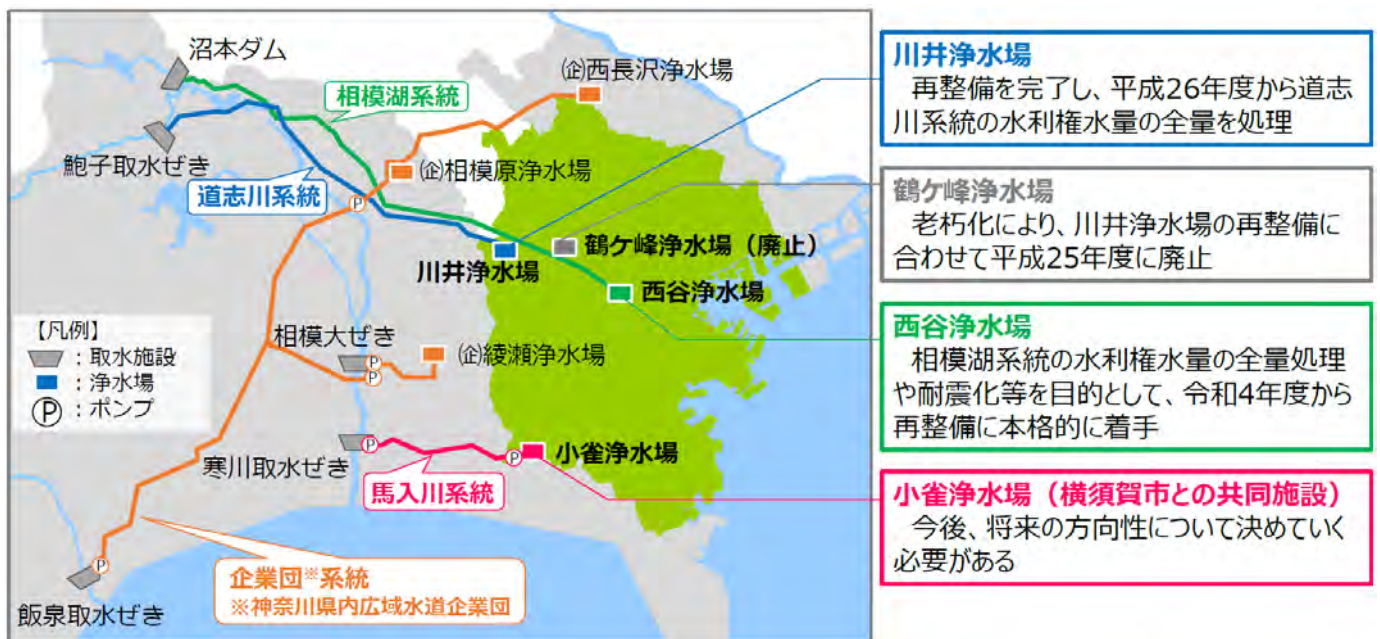 沼本ダム
㋽西長沢浄水場
相模湖系統
鮑子取水ぜき
㋽相模原浄水場
道志川系統
P
鶴ケ峰浄水場（廃止）
川井浄水場
西谷浄水場
【凡例】
：取水施設
：浄水場
P：ポンプ
相模大ぜき
P
P
㋽綾瀬浄水場
寒川取水ぜき
P
P
小雀浄水場
馬入川系統
P
飯泉取水ぜき
企業団※系統
※神奈川県内広域水道企業団
川井浄水場
再整備を完了し、平成26年度から道志
川系統の水利権水量の全量を処理
鶴ケ峰浄水場
老朽化により、川井浄水場の再整備に
合わせて平成25年度に廃止
西谷浄水場
相模湖系統の水利権水量の全量処理
や耐震化等を目的として、令和4年度から
再整備に本格的に着手
小雀浄水場（横須賀市との共同施設）
今後、将来の方向性について決めていく
必要がある